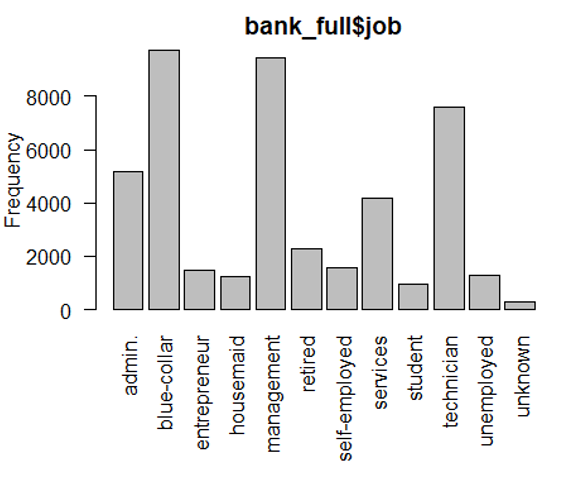 bank_full$job
Frequency
8000
6000
4000
2000
0
admin.
blue-collar
entrepreneur
housemaid
management
retired
self-employed
services
student
technician
unemployed
unknown